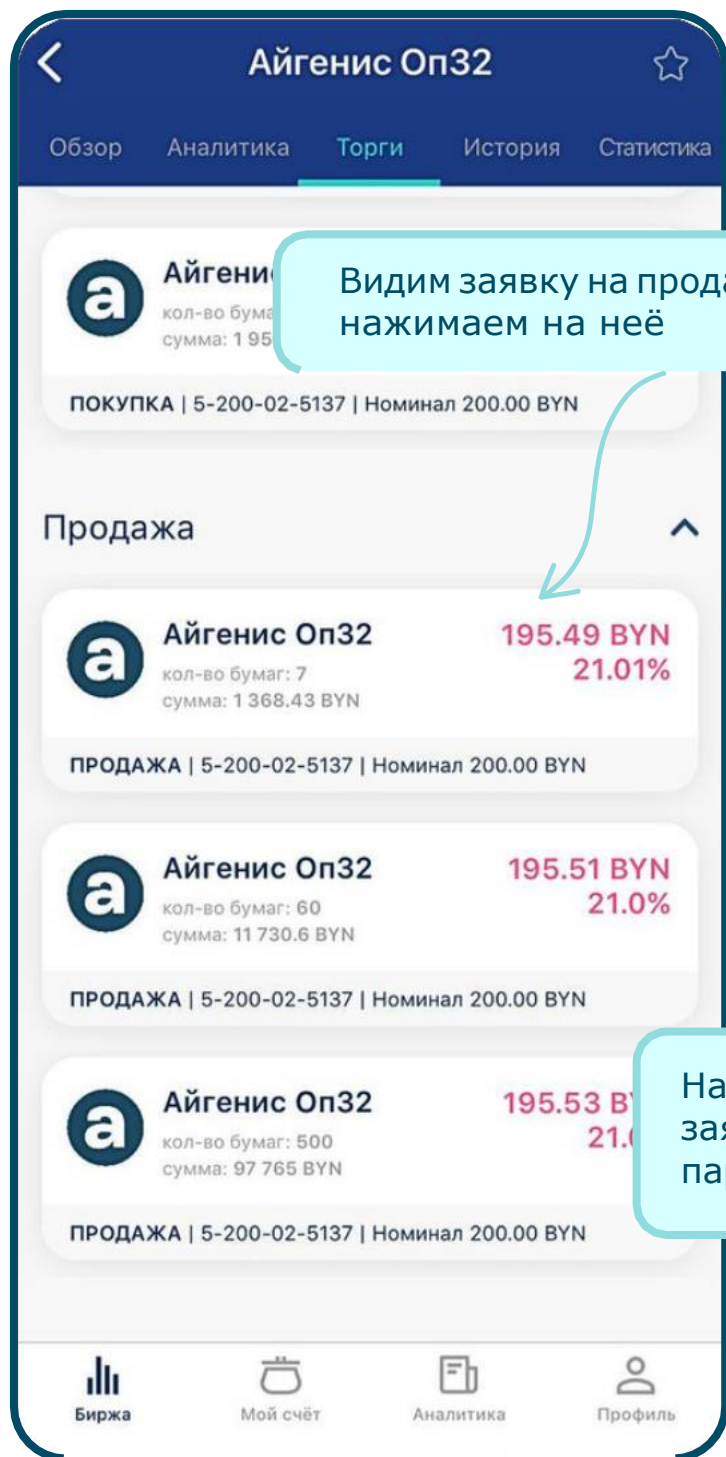 Айгенис Оп32
Обзор Аналитика Торги История Статистика
Видим заявку на
нажимаем на неё
сумма: 1 95
ПОКУПКА | 5-200-02-5137 | Номинал 200.00 BYN
Продажа
Айгенис Оп32 195.49 BYN
кол-во бумаг: 7 21.01%
сумма: 1 368.43 BYN
ПРОДАЖА | 5-200-02-5137 | Номинал 200.00 BYN
Айгенис Оп32 195.51 BYN
кол-во бумаг: 60 21.0%
сумма: 11 730.6 BYN
ПРОДАЖА | 5-200-02-5137 | Номинал 200.00 BYN
Айгенис Оп32 195.53
кол-во бумаг: 500
сумма: 97 765 BYN
ПРОДАЖА | 5-200-02-5137 | Номинал 200.00 BYN
Биржа Мой счёт Аналитика Профиль